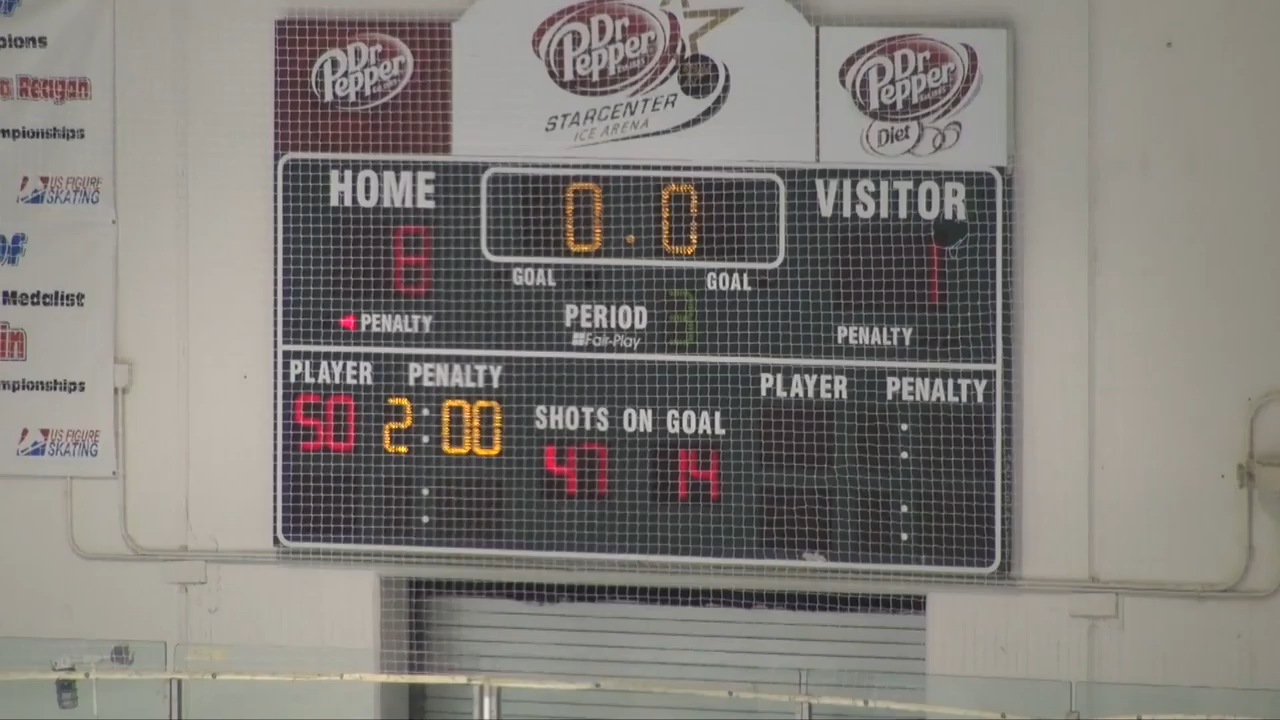 pions
a Reagan
mpionships
US FIGURE
SKATING
of
Medalist
in
mpionships
US FIGURE
SKATING
Dr
Pepper
Dr
Pepper
STARCENTER
ICE ARENA
Dr
Pepper
Diet
HOME
0.0
VISITOR
8
GOAL
GOAL
1
PENALTY
PERIOD 3
Fair-Play
PENALTY
PLAYER PENALTY
50 2:00
SHOTS ON GOAL
47 14
PLAYER PENALTY
:
:
: